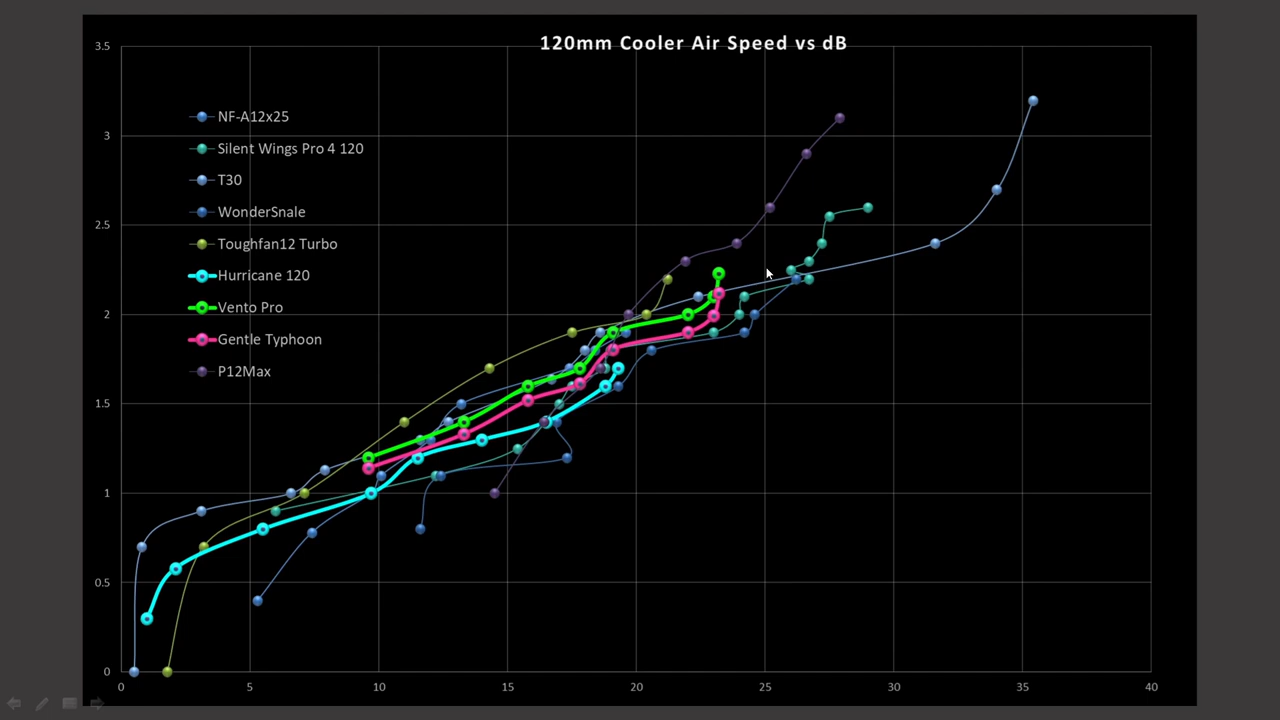 120mm Cooler Air Speed vs dB
3.5
3
2.5
2
1.5
1
0.5
0
NF-A12x25
Silent Wings Pro 4 120
T30
WonderSnale
Toughfan12 Turbo
Hurricane 120
Vento Pro
Gentle Typhoon
P12Max
0 5 10 15 20 25 30 35 40